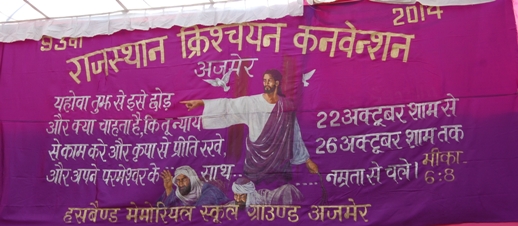 93वां 2014
राजस्थान क्रिश्चयन कनवेन्शन
अजमेर
यहोवा तुझ से इसे छोड़
और क्या चाहता है, कि तू न्याय
से काम करे और कृपा से प्रीति रखे,
और अपने परमेश्वर के साथ-
नम्रता से चले। मीका-
6:8
22 अक्टूबर शाम से
26 अक्टूबर शाम तक
हसबैण्ड मेमोरियल स्कूल ग्राउण्ड अजमेर